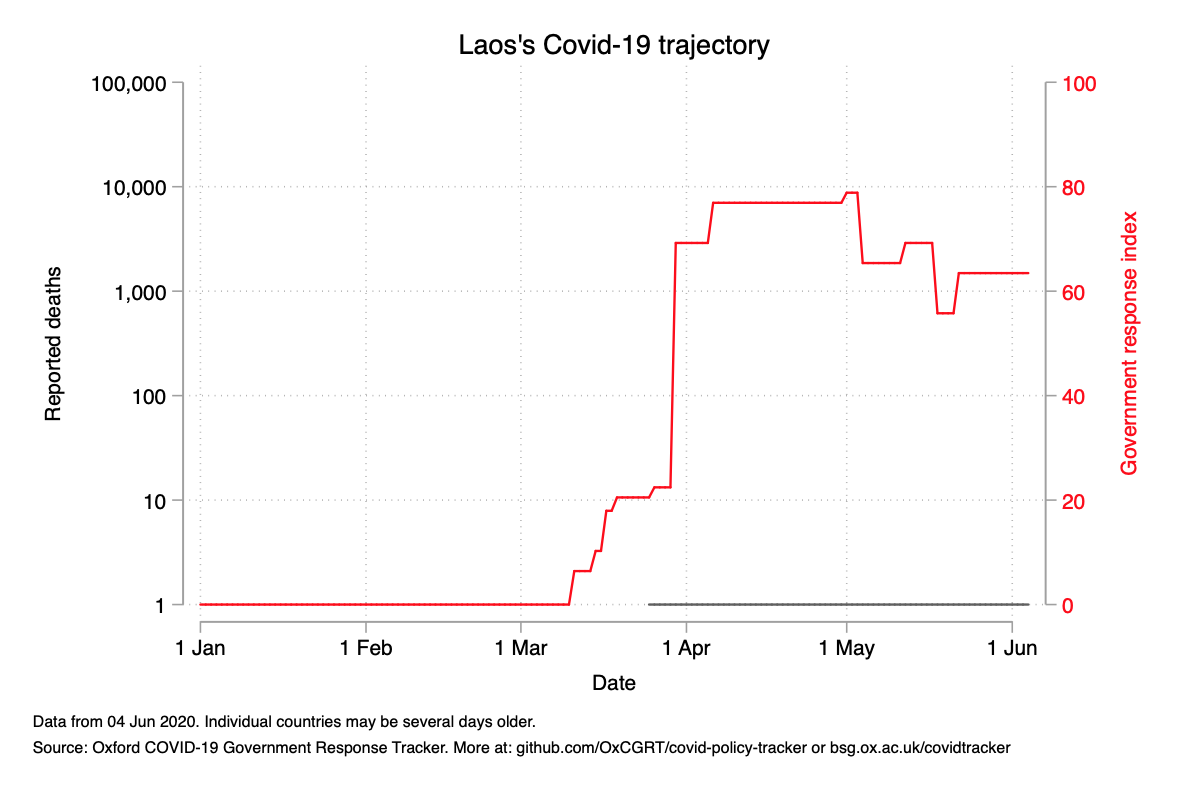 Laos's Covid-19 trajectory
100,000
10,000
1,000
100
10
1
Reported deaths
100
80
60
40
20
0
Government response index
1 Jan
1 Feb
1 Mar
1 Apr
1 May
1 Jun
Date
Data from 04 Jun 2020. Individual countries may be several days older.
Source: Oxford COVID-19 Government Response Tracker. More at: github.com/OxCGRT/covid-policy-tracker or bsg.ox.ac.uk/covidtracker